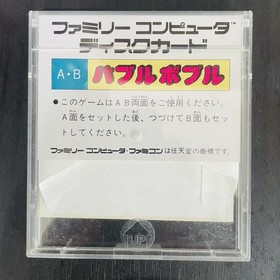 ファミリー コンピュータ™
ディスクカード
A・B バブルボブル
●このゲームはAB両面をご使用ください。
A面をセットした後、つづけてB面もセッ
トしてください。
ファミリー コンピュータ・ファミコンは任天堂の商標です。
UP